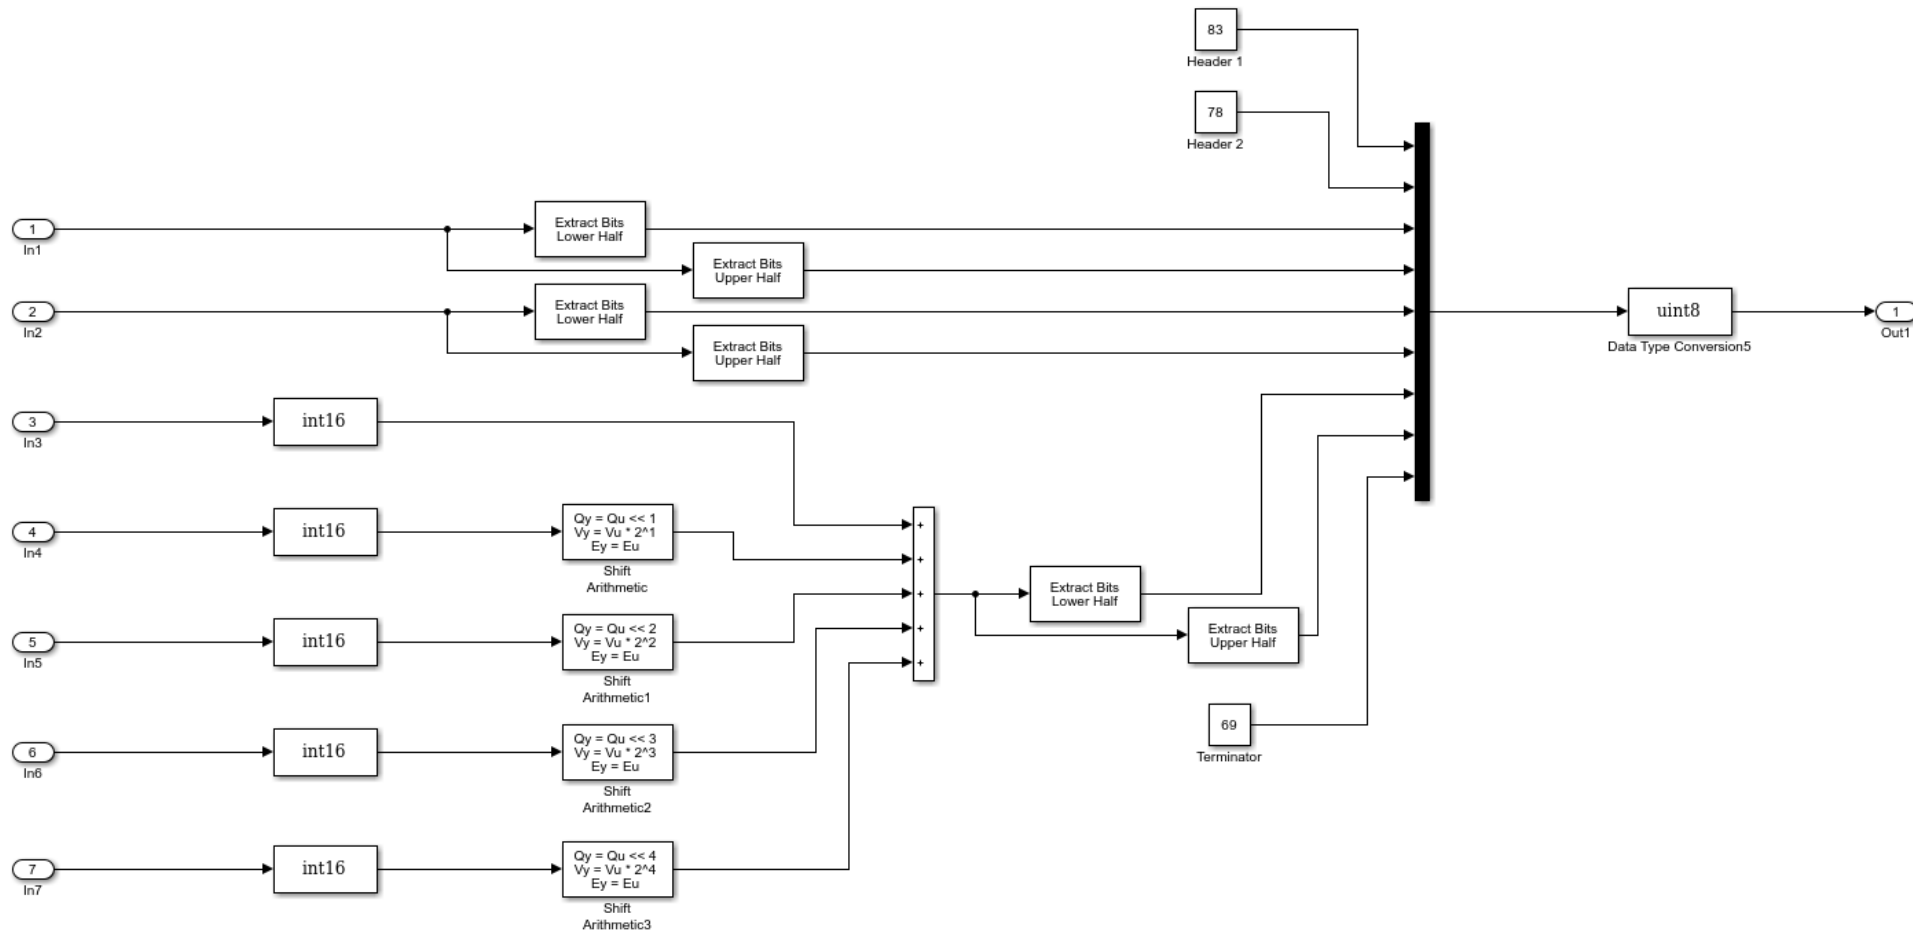 83
Header 1
78
Header 2
1
In1
Extract Bits
Lower Half
Extract Bits
Upper Half
2
In2
Extract Bits
Lower Half
Extract Bits
Upper Half
uint8
Data Type Conversion5
1
Out1
3
In3
int16
4
In4
int16
Qy = Qu << 1
Vy = Vu * 2^1
Ey = Eu
Shift
Arithmetic
+
+
+
+
+
Extract Bits
Lower Half
Extract Bits
Upper Half
5
In5
int16
Qy = Qu << 2
Vy = Vu * 2^2
Ey = Eu
Shift
Arithmetic1
69
Terminator
6
In6
int16
Qy = Qu << 3
Vy = Vu * 2^3
Ey = Eu
Shift
Arithmetic2
7
In7
int16
Qy = Qu << 4
Vy = Vu * 2^4
Ey = Eu
Shift
Arithmetic3